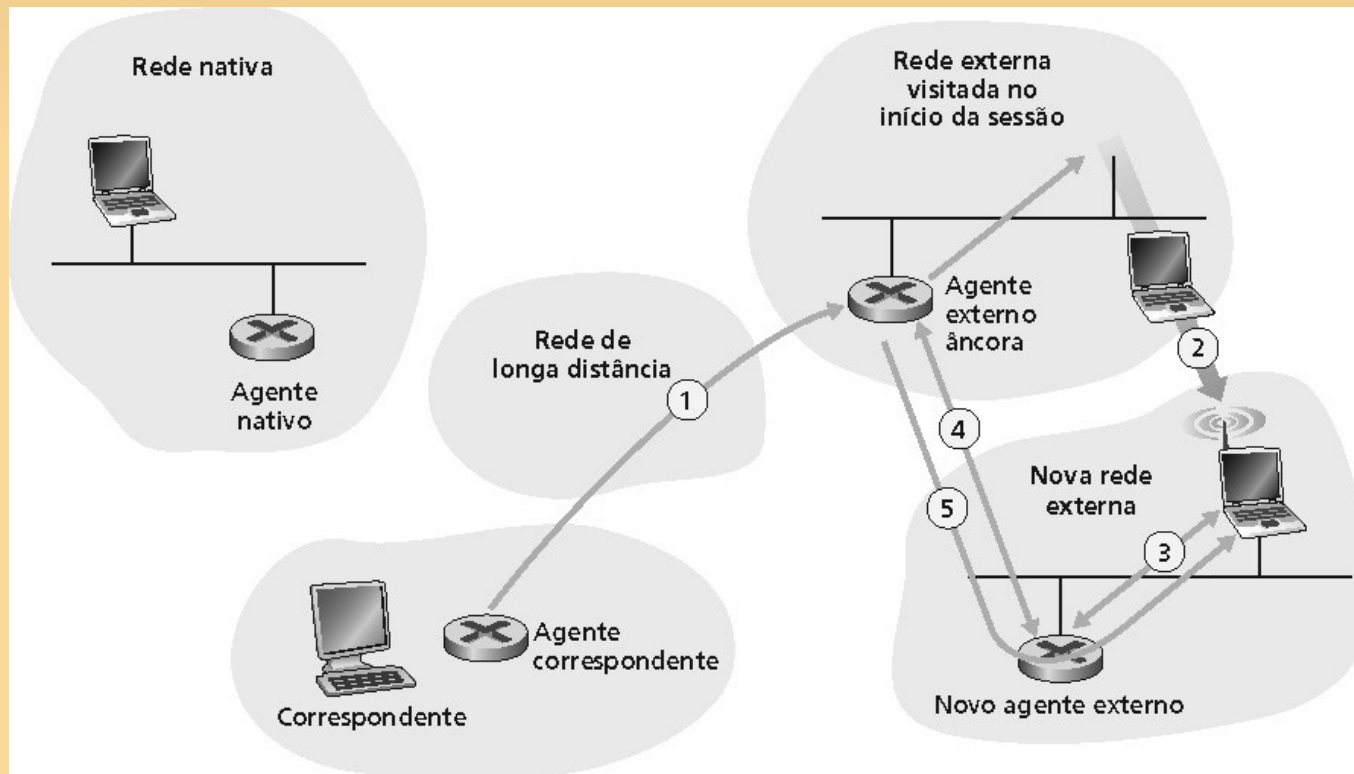 Rede nativa
Agente
nativo
Rede de
longa distância
1
Rede externa
visitada no
início da sessão
Agente
externo
âncora
2
4
5
Nova rede
externa
3
Novo agente externo
Agente
correspondente
Correspondente